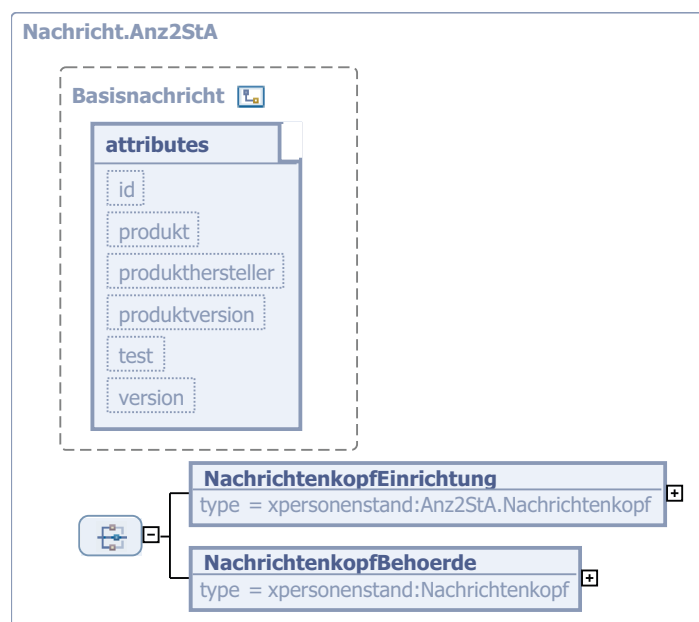 Nachricht.Anz2StA
Basisnachricht
attributes
id
produkt
produkthersteller
produktversion
test
version
NachrichtenkopfEinrichtung
type = xpersonenstand:Anz2StA.Nachrichtenkopf
NachrichtenkopfBehoerde
type = xpersonenstand:Nachrichtenkopf